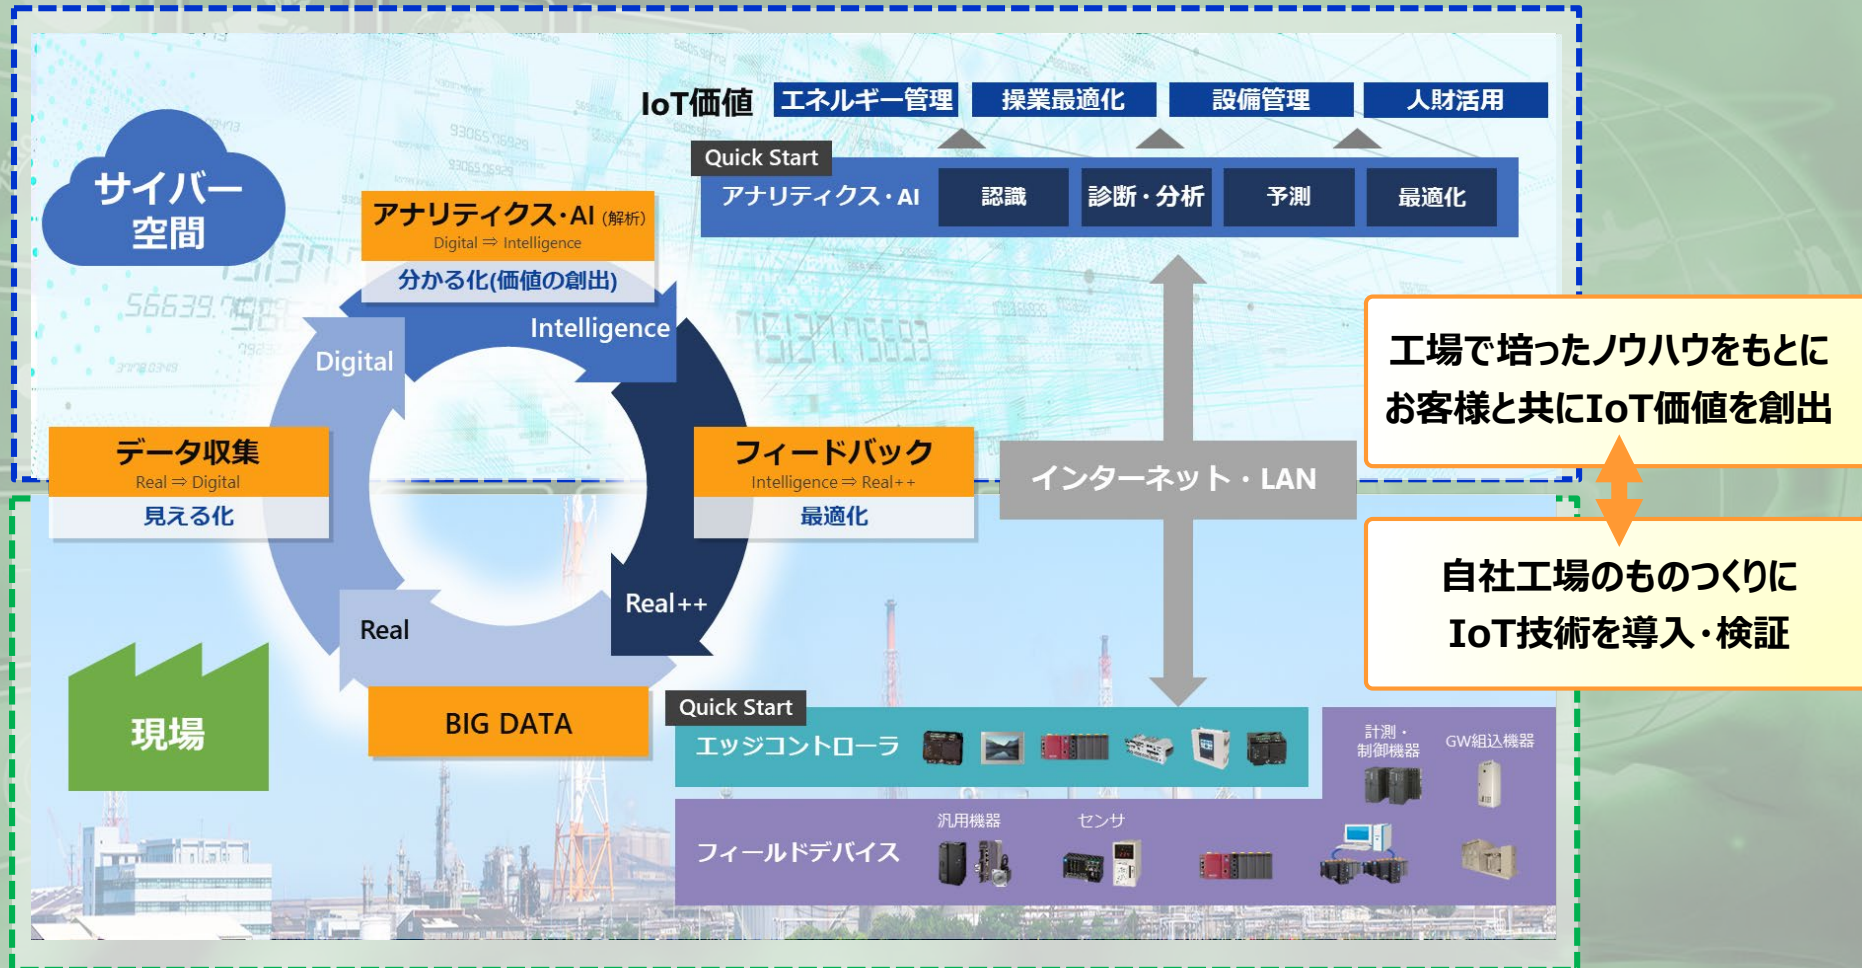 IoT価値
エネルギー管理
操業最適化
設備管理
人財活用
Quick Start
アナリティクス・AI
認識
診断・分析
予測
最適化
サイバー
空間
アナリティクス・AI (解析)
Digital ⇒ Intelligence
分かる化(価値の創出)
Intelligence
Digital
データ収集
Real ⇒ Digital
見える化
フィードバック
Intelligence ⇒ Real++
最適化
インターネット・LAN
工場で培ったノウハウをもとに
お客様と共にIoT価値を創出
自社工場のものつくりに
IoT技術を導入・検証
Real
Real++
現場
BIG DATA
Quick Start
エッジコントローラ
計測・
制御機器
GW組込機器
フィールドデバイス
汎用機器
センサ